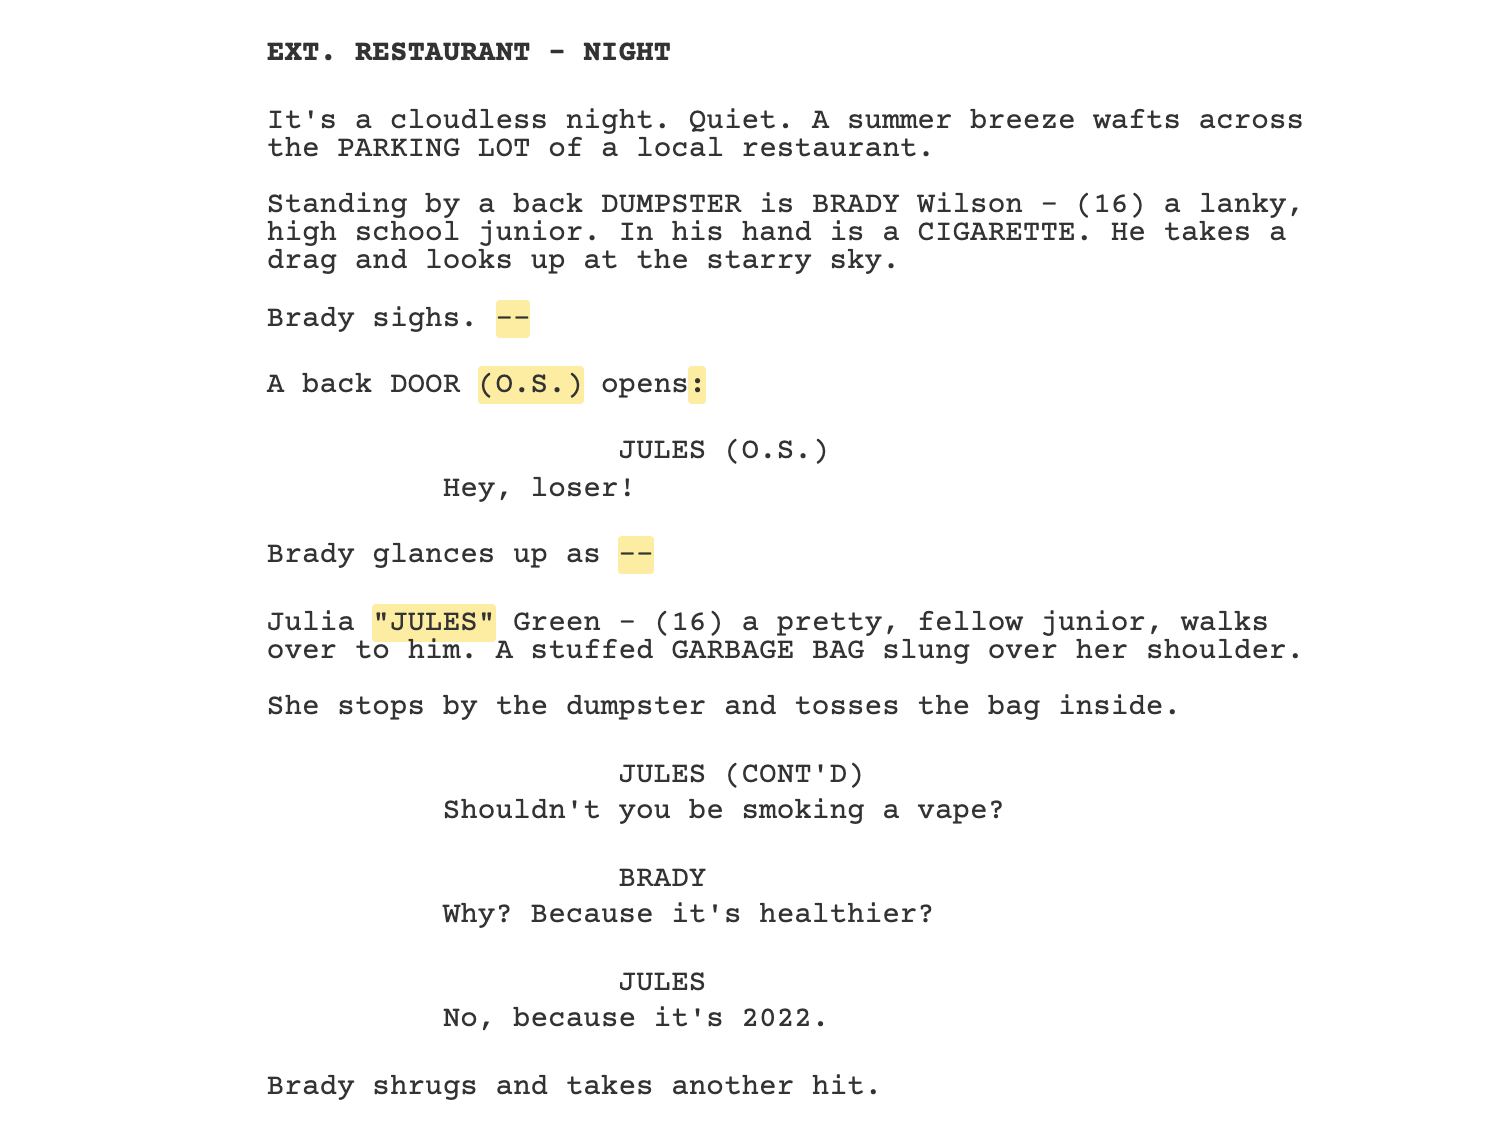 EXT. RESTAURANT - NIGHT
It's a cloudless night. Quiet. A summer breeze wafts across
the PARKING LOT of a local restaurant.
Standing by a back DUMPSTER is BRADY Wilson - (16) a lanky,
high school junior. In his hand is a CIGARETTE. He takes a
drag and looks up at the starry sky.
Brady sighs. --
A back DOOR (O.S.) opens:
JULES (O.S.)
Hey, loser!
Brady glances up as --
Julia "JULES" Green - (16) a pretty, fellow junior, walks
over to him. A stuffed GARBAGE BAG slung over her shoulder.
She stops by the dumpster and tosses the bag inside.
JULES (CONT'D)
Shouldn't you be smoking a vape?
BRADY
Why? Because it's healthier?
JULES
No, because it's 2022.
Brady shrugs and takes another hit.